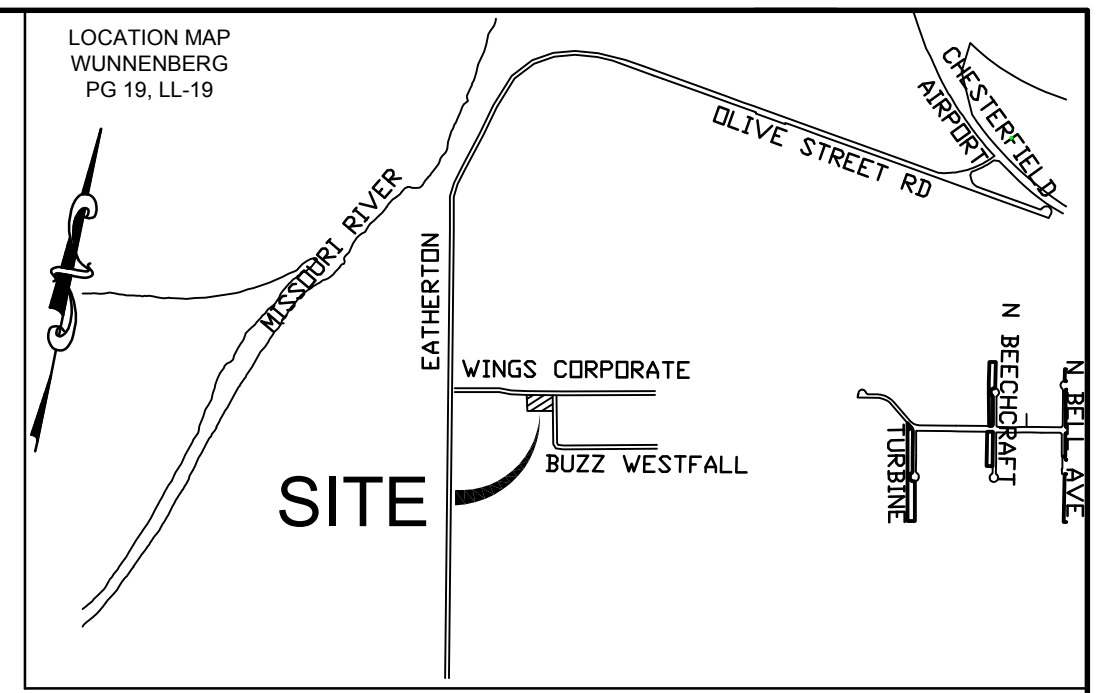 LOCATION MAP
WUNNENBERG
PG 19, LL-19
CHESTERFIELD
AIRPORT
OLIVE STREET RD
MISSOURI RIVER
EATHERTON
WINGS CORPORATE
BUZZ WESTFALL
SITE
N BEECHCRAFT
N BELL AVE
TURBINE